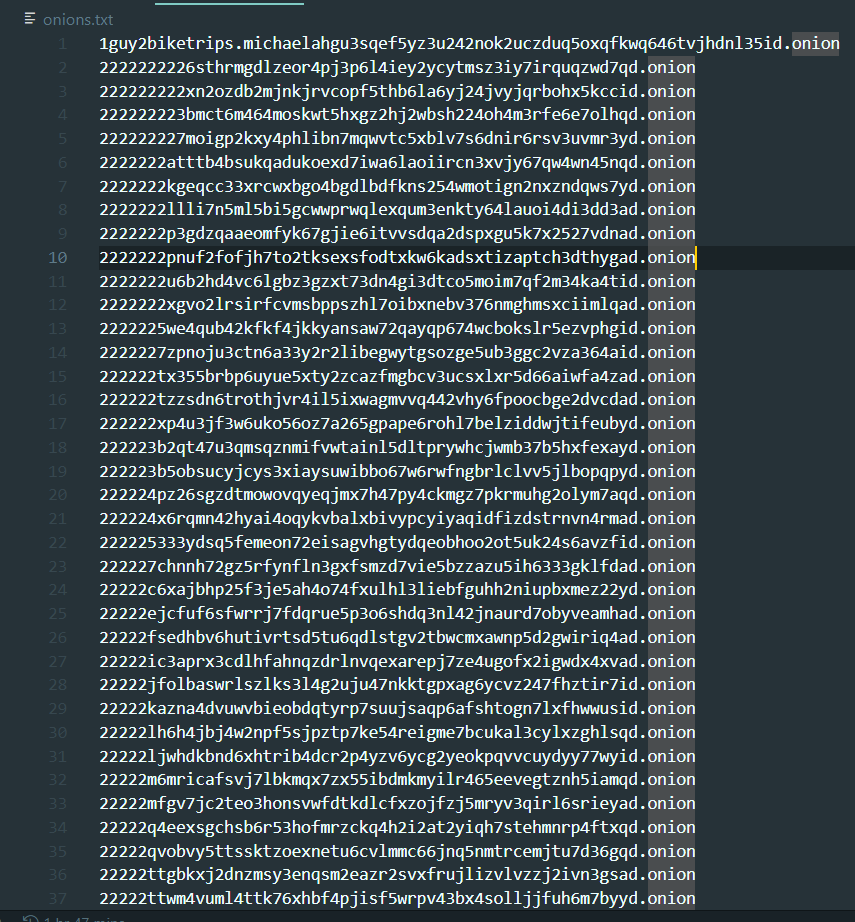 onions.txt
1 1guy2biketrips.michaelahgu3sqef5yz3u242nok2uczduq5oxqfkwq646tvjhdnl35id.onion
2 2222222226sthrmgdlzeor4pj3p6l4iey2ycytmsz3iy7irquqzwd7qd.onion
3 222222222xn2ozdb2mjnkjrvcopf5thb6la6yj24jvyjqrbohx5kccid.onion
4 222222223bmct6m464moskwt5hxgz2hj2wbsh224oh4m3rfe6e7olhqd.onion
5 222222227moigp2kxy4phlibn7mqwvtc5xblv7s6dnir6rsv3uvmr3yd.onion
6 2222222atttb4bsukqadukoexd7iwa6laoiircn3xvjy67qw4wn45nqd.onion
7 2222222kgeqcc33xrcwxbgo4bgdlbdfkns254wmotign2nxzndqws7yd.onion
8 2222222llli7n5ml5bi5gcwwprwqlexqum3enkty64lauoi4di3dd3ad.onion
9 2222222p3gdzqaaeomfyk67gjie6itvvsdqa2dspxgu5k7x2527vdnad.onion
10 2222222pnuf2fofjh7to2tksexsfodtxkw6kadsxtizaptch3dthygad.onion
11 2222222u6b2hd4vc6lgbz3gzxt73dn4gi3dtco5moim7qf2m34ka4tid.onion
12 2222222xgvo2lrsirfcvmsbppszhl7oibxnebv376nmghmsxciimlqad.onion
13 2222225we4qub42kfkf4jkkyansaw72qayqp674wcbokslr5ezvphgid.onion
14 2222227zpnoju3ctn6a33y2r2libegwytgsozge5ub3ggc2vza364aid.onion
15 222222tx355brbp6uyue5xty2zcazfmgbcv3ucsxlxr5d66aiwfa4zad.onion
16 222222tzzsdn6trothjvr4il5ixwagmvvq442vhy6fpoocbge2dvcdad.onion
17 222222xp4u3jf3w6uko56oz7a265gpape6rohl7belziddwjtifeubyd.onion
18 222223b2qt47u3qmsqznmifvwtainl5dltprywhcjwmb37b5hxfexayd.onion
19 222223b5obsucyjcys3xiaysuwibbo67w6rwfngbrlclvv5jlbopqpyd.onion
20 222224pz26sgzdtmowovqyeqjmx7h47py4ckmgz7pkrmuhg2olym7aqd.onion
21 222224x6rqmn42hyai4oqykvbalxbivypcyiyaqidfizdstrnvn4rmad.onion
22 222225333ydsq5femeon72eisagvhgtydqeobhoo2ot5uk24s6avzfid.onion
23 222227chnnh72gz5rfynfln3gxfsmzd7vie5bzzazu5ih6333gklfdad.onion
24 22222c6xajbhp25f3je5ah4o74fxulhl3liebfguhh2niupbxmez22yd.onion
25 22222ejcfuf6sfwrrj7fdqrue5p3o6shdq3nl42jnaurd7obyveamhad.onion
26 22222fsedhbv6hutivrtsd5tu6qdlstgv2tbwcmxawnp5d2gwiriq4ad.onion
27 22222ic3aprx3cdlhfahnqzdrlnvqexarepj7ze4ugofx2igwdx4xvad.onion
28 22222jfolbaswrlszlks3l4g2uju47nkktgpxag6ycvz247fhztir7id.onion
29 22222kazna4dvuwvbieobdqtyrp7suujsaqp6afshtogn7lxfhwwusid.onion
30 22222lh6h4jbj4w2npf5sjpztp7ke54reigme7bcukal3cylxzghlsqd.onion
31 22222ljwhdkbnd6xhtrib4dcr2p4yzv6ycg2yeokpqvvcuydyy77wyid.onion
32 22222m6mricafsvj7lbkmqx7zx55ibdmkmyilr465eevegtznh5iamqd.onion
33 22222mfgv7jc2teo3honsvwfdtkdlcfxzojfzj5mryv3qirl6srieyad.onion
34 22222q4eexsgchsb6r53hofmrzckq4h2i2at2yiqh7stehmnrp4ftxqd.onion
35 22222qvobvy5ttssktzoexnetu6cvlmmc66jnq5nmtrcemjtu7d36gqd.onion
36 22222ttgbkxj2dnzmsy3enqsm2eazr2svxfrujlizvlvzzj2ivn3gsad.onion
37 22222ttwm4vuml4ttk76xhbf4pjisf5wrpv43bx4solljjfuh6m7byyd.onion